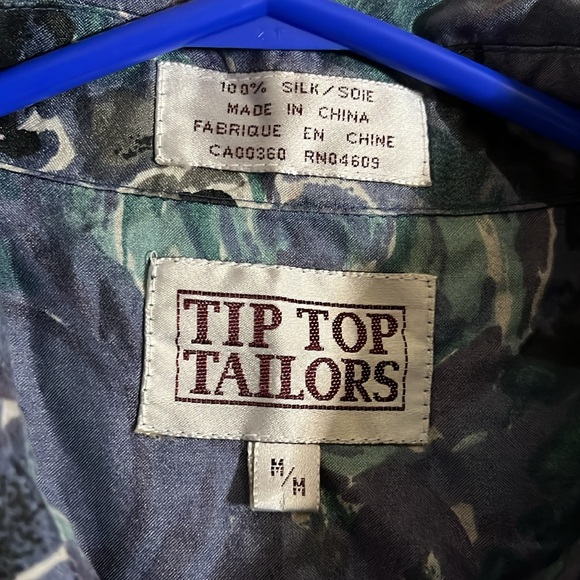 100% SILK/SOIE
MADE IN CHINA
FABRIQUE EN CHINE
CA00360 RN04609
TIP TOP
TAILORS
M/M